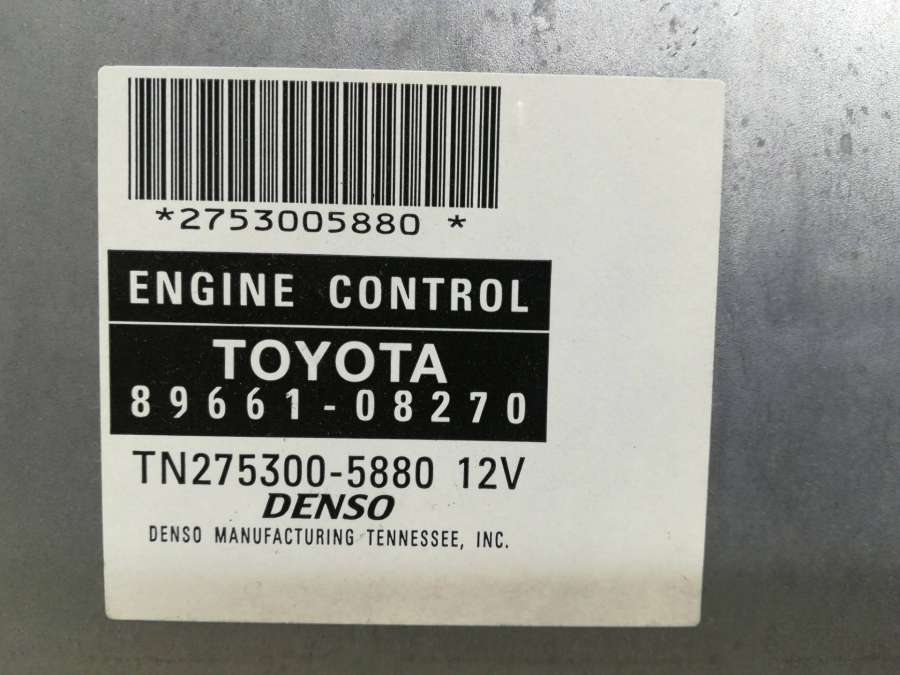 *2753005880 *
ENGINE CONTROL
TOYOTA
89661-08270
TN275300-5880 12V
DENSO
DENSO MANUFACTURING TENNESSEE, INC.